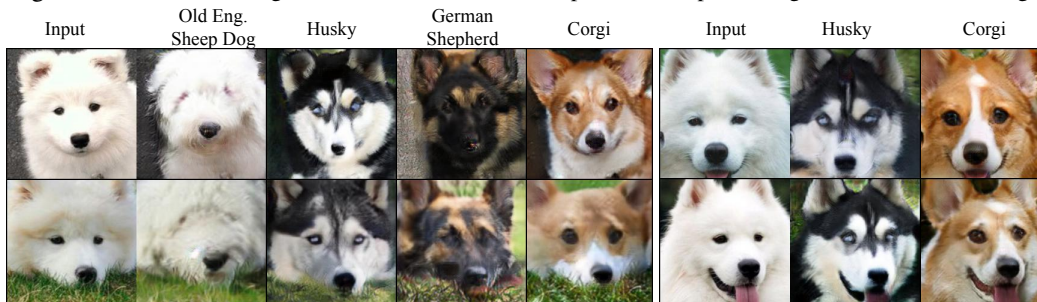 Input
Old Eng.
Sheep Dog
Husky
German
Shepherd
Corgi
Input
Husky
Corgi